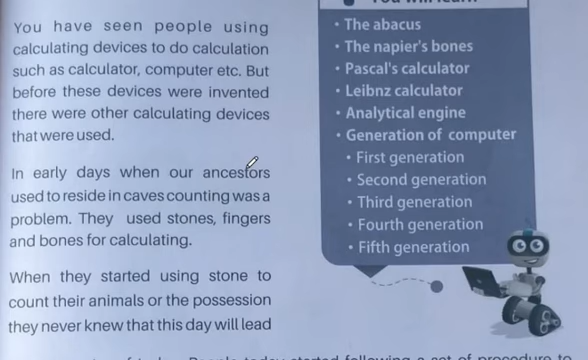 You have seen people using
calculating devices to do calculation
such as calculator, computer etc. But
before these devices were invented
there were other calculating devices
that were used.
In early days when our ancestors
used to reside in caves counting was a
problem. They used stones, fingers
and bones for calculating.
When they started using stone to
count their animals or the possession
they never knew that this day will lead
• The abacus
• The napier's bones
• Pascal's calculator
• Leibnz calculator
• Analytical engine
• Generation of computer
• First generation
• Second generation
• Third generation
• Fourth generation
• Fifth generation